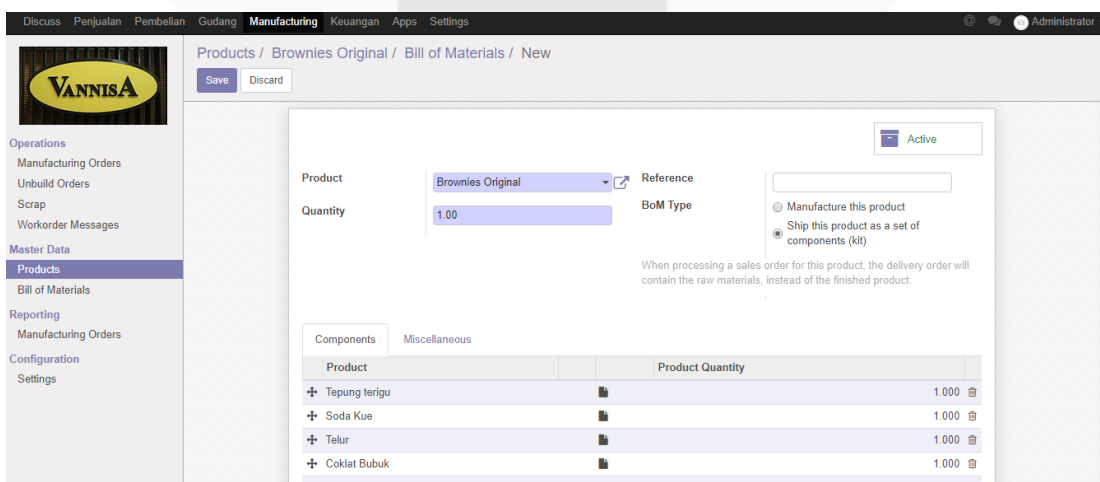 Discuss Penjualan Pembelian Gudang Manufacturing Keuangan Apps Settings @ Administrator
VANNISA
Products / Brownies Original / Bill of Materials / New
Save Discard
Operations
Manufacturing Orders
Unbuild Orders
Scrap
Workorder Messages
Master Data
Products
Bill of Materials
Reporting
Manufacturing Orders
Configuration
Settings
Active
Product Brownies Original
Quantity 1.00
Reference
BoM Type Manufacture this product
Ship this product as a set of
components (kit)
When processing a sales order for this product, the delivery order will
contain the raw materials, instead of the finished product.
Components Miscellaneous
Product Product Quantity
Tepung terigu 1.000
Soda Kue 1.000
Telur 1.000
Coklat Bubuk 1.000